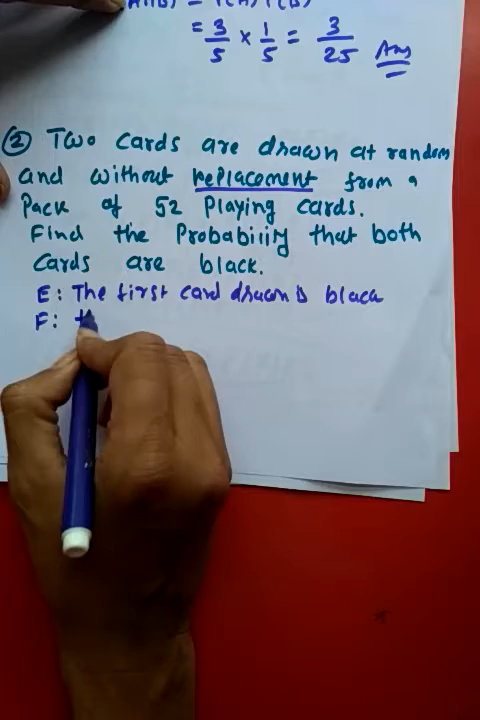 = 3/5 × 1/5 = 3/25 Ans
② Two cards are drawn at random
and without replacement from a
Pack of 52 Playing cards.
Find the Probability that both
cards are black.
E: The first card drawn is black
F: t